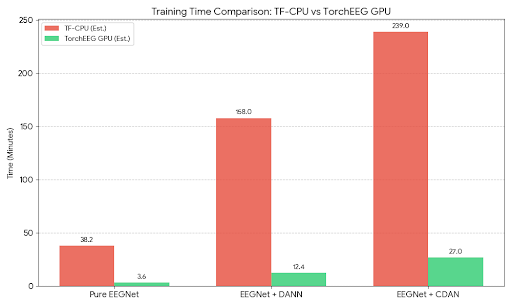 Training Time Comparison: TF-CPU vs TorchEEG GPU
TF-CPU (Est.)
TorchEEG GPU (Est.)
Time (Minutes)
250
200
150
100
50
0
38.2
3.6
158.0
12.4
239.0
27.0
Pure EEGNet
EEGNet + DANN
EEGNet + CDAN